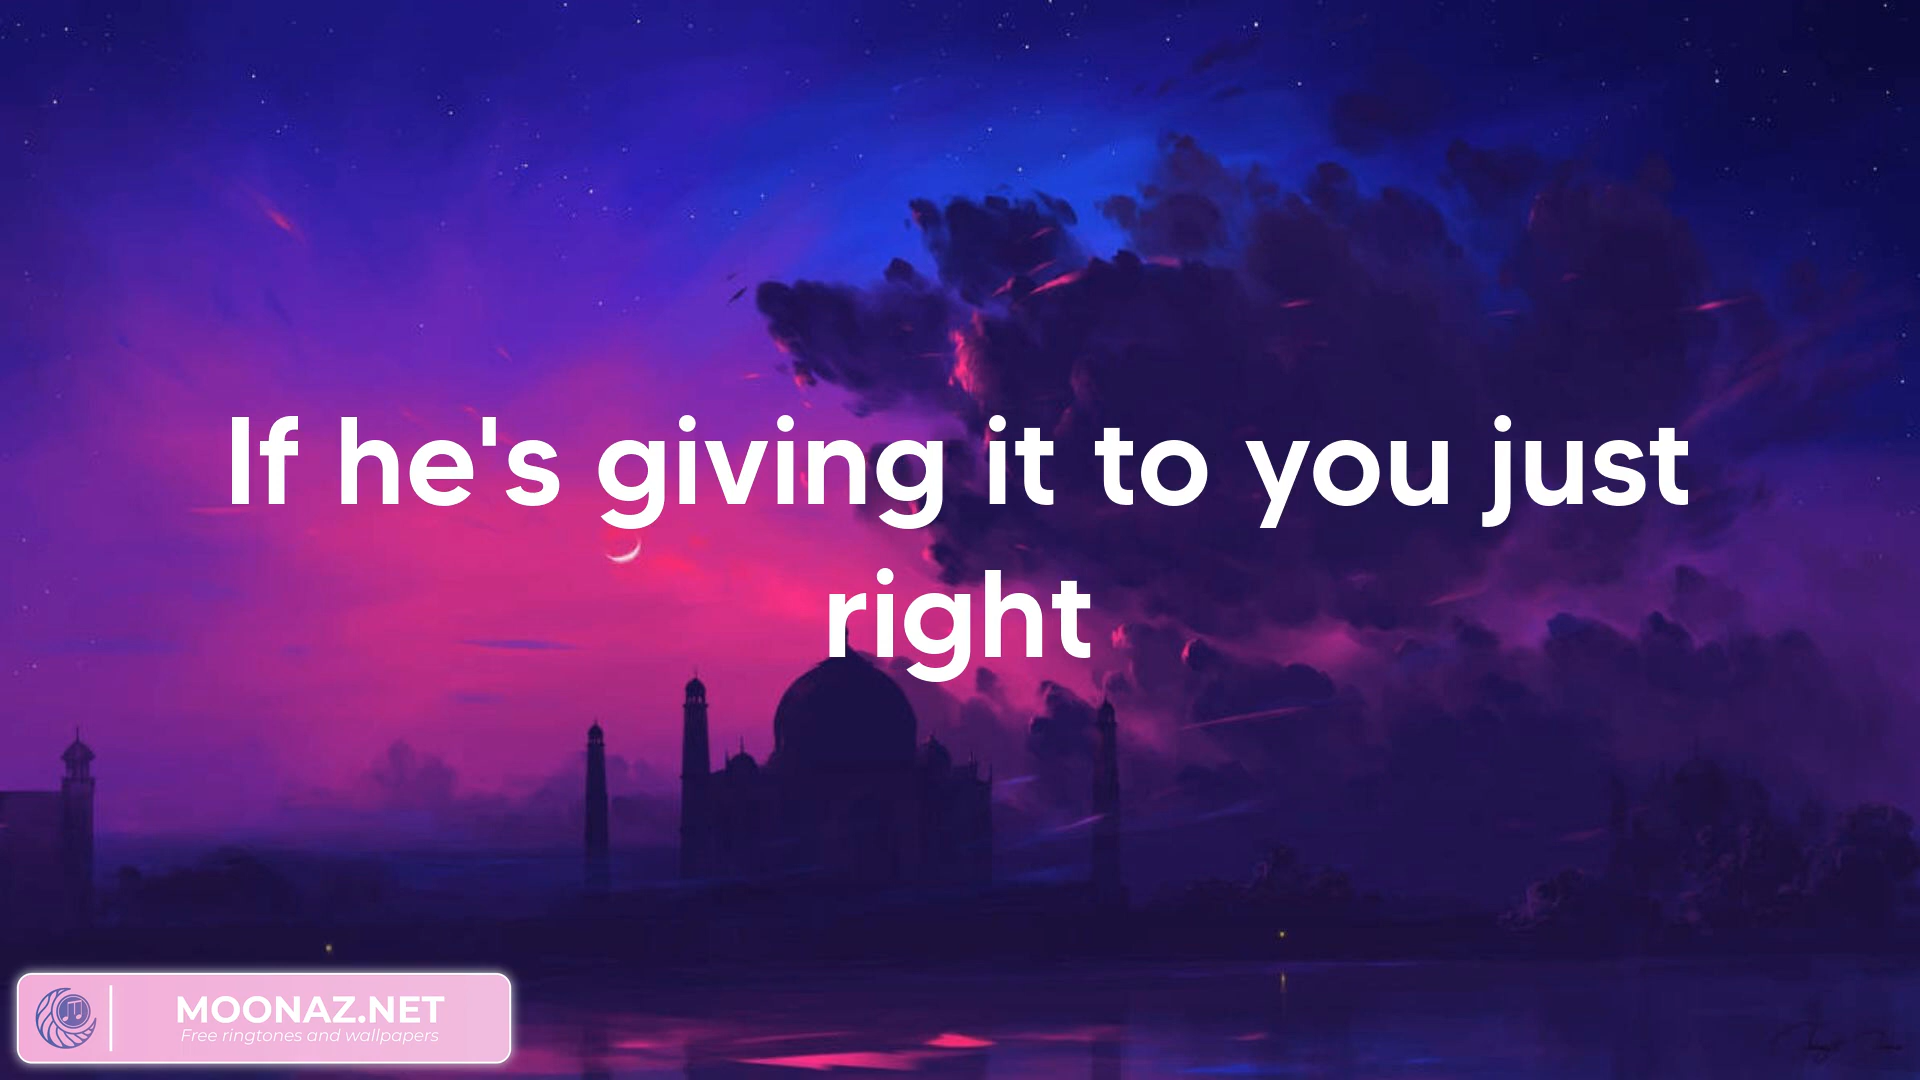 If he's giving it to you just
right
MOONAZ.NET
Free ringtones and wallpapers